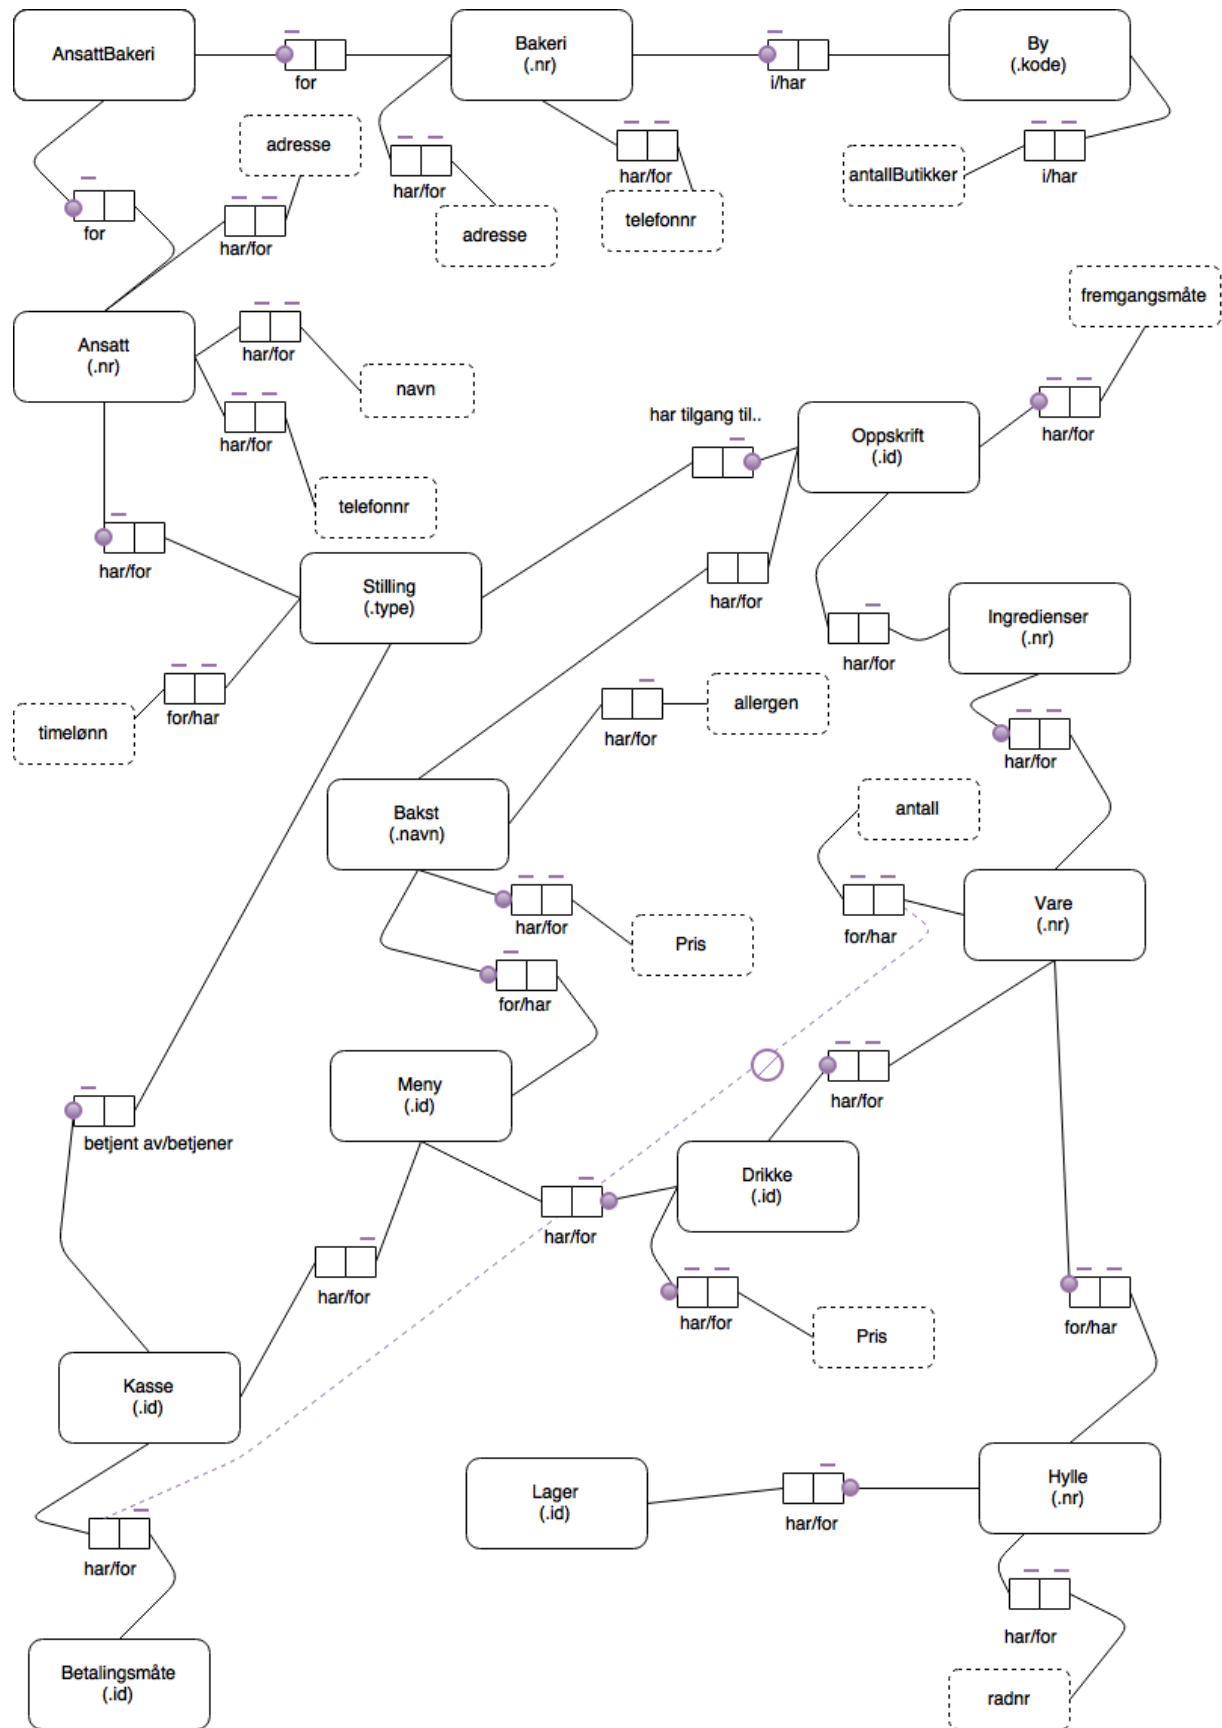 AnsattBakeri
for
Bakeri
(.nr)
i/har
By
(.kode)
adresse
har/for
har/for
antallButikker
i/har
for
har/for
adresse
telefonnr
fremgangsmåte
Ansatt
(.nr)
har/for
navn
har/for
telefonnr
har tilgang til..
Oppskrift
(.id)
har/for
har/for
Stilling
(.type)
har/for
Ingredienser
(.nr)
har/for
timelønn
for/har
allergen
har/for
har/for
Bakst
(.navn)
antall
har/for
Pris
for/har
Vare
(.nr)
for/har
Meny
(.id)
har/for
betjent av/betjener
Drikke
(.id)
har/for
har/for
har/for
Pris
for/har
Kasse
(.id)
Lager
(.id)
har/for
Hylle
(.nr)
har/for
har/for
Betalingsmåte
(.id)
radnr